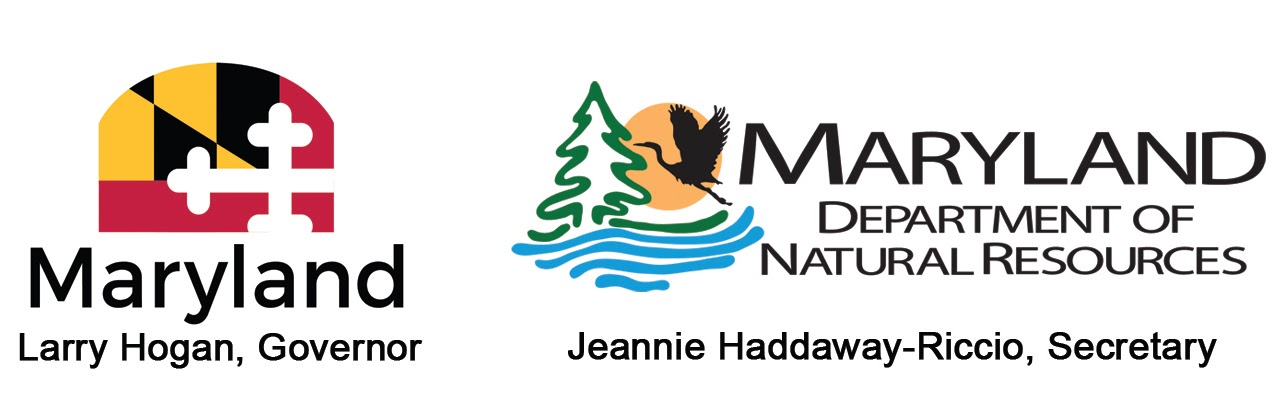 Maryland
Larry Hogan, Governor
MARYLAND
DEPARTMENT OF
NATURAL RESOURCES
Jeannie Haddaway-Riccio, Secretary